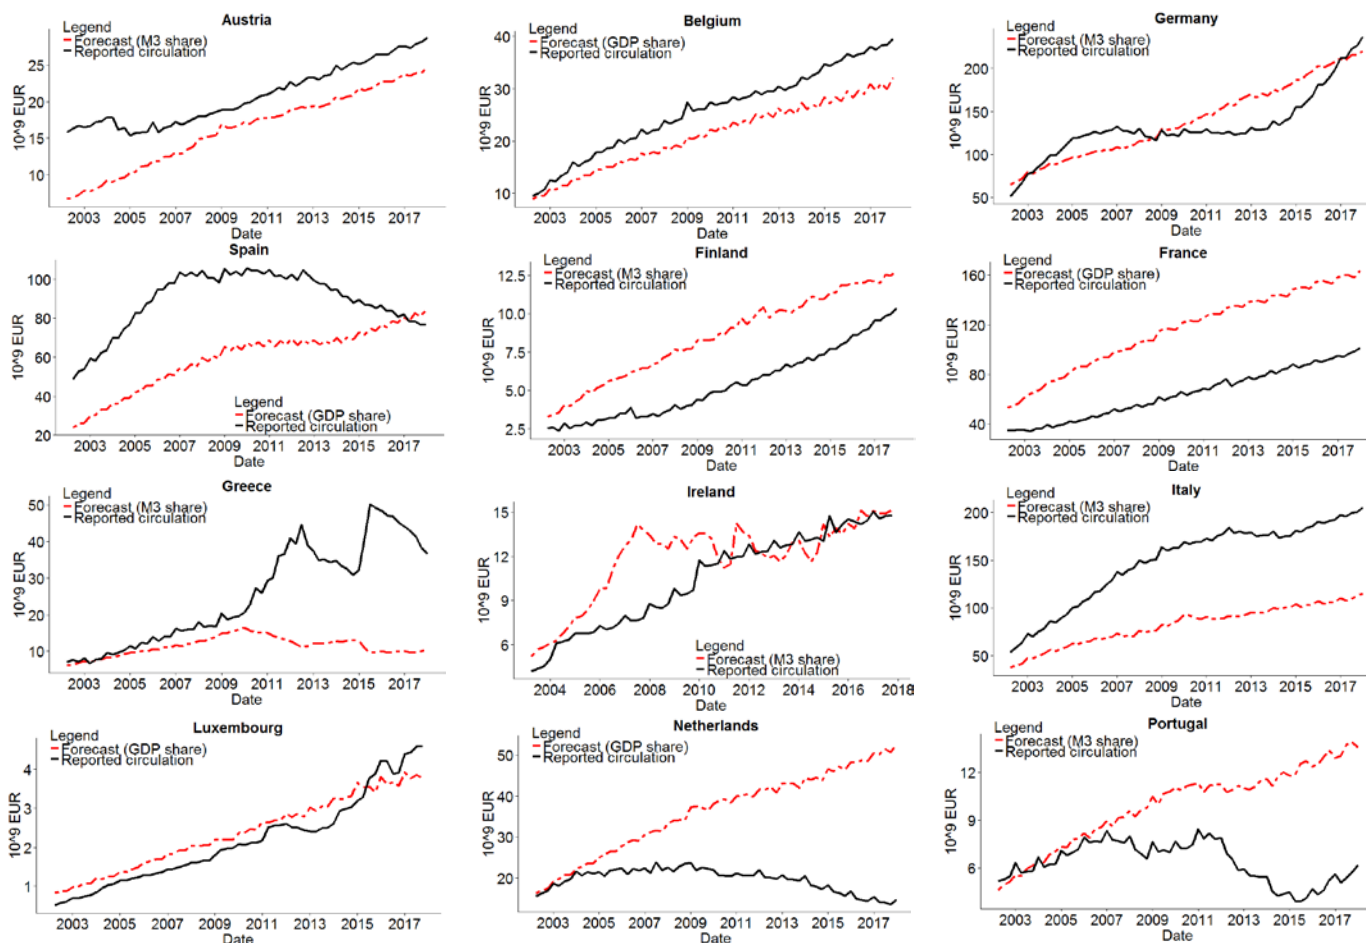 Austria
Legend
Forecast (M3 share)
Reported circulation
10^9 EUR
25
20
15
10
2003 2005 2007 2009 2011 2013 2015 2017
Date
Belgium
Legend
Forecast (GDP share)
Reported circulation
10^9 EUR
40
30
20
10
2003 2005 2007 2009 2011 2013 2015 2017
Date
Germany
Legend
Forecast (M3 share)
Reported circulation
10^9 EUR
200
150
100
50
2003 2005 2007 2009 2011 2013 2015 2017
Date
Spain
10^9 EUR
100
80
60
40
20
Legend
Forecast (GDP share)
Reported circulation
2003 2005 2007 2009 2011 2013 2015 2017
Date
Finland
Legend
Forecast (M3 share)
Reported circulation
10^9 EUR
12.5
10.0
7.5
5.0
2.5
2003 2005 2007 2009 2011 2013 2015 2017
Date
France
Legend
Forecast (GDP share)
Reported circulation
10^9 EUR
160
120
80
40
2003 2005 2007 2009 2011 2013 2015 2017
Date
Greece
Legend
Forecast (M3 share)
Reported circulation
10^9 EUR
50
40
30
20
10
2003 2005 2007 2009 2011 2013 2015 2017
Date
Ireland
10^9 EUR
15
12
9
6
Legend
Forecast (M3 share)
Reported circulation
2004 2006 2008 2010 2012 2014 2016 2018
Date
Italy
Legend
Forecast (M3 share)
Reported circulation
10^9 EUR
200
150
100
50
2003 2005 2007 2009 2011 2013 2015 2017
Date
Luxembourg
Legend
Forecast (GDP share)
Reported circulation
10^9 EUR
4
3
2
1
2003 2005 2007 2009 2011 2013 2015 2017
Date
Netherlands
Legend
Forecast (GDP share)
Reported circulation
10^9 EUR
50
40
30
20
2003 2005 2007 2009 2011 2013 2015 2017
Date
Portugal
Legend
Forecast (M3 share)
Reported circulation
10^9 EUR
12
9
6
2003 2005 2007 2009 2011 2013 2015 2017
Date